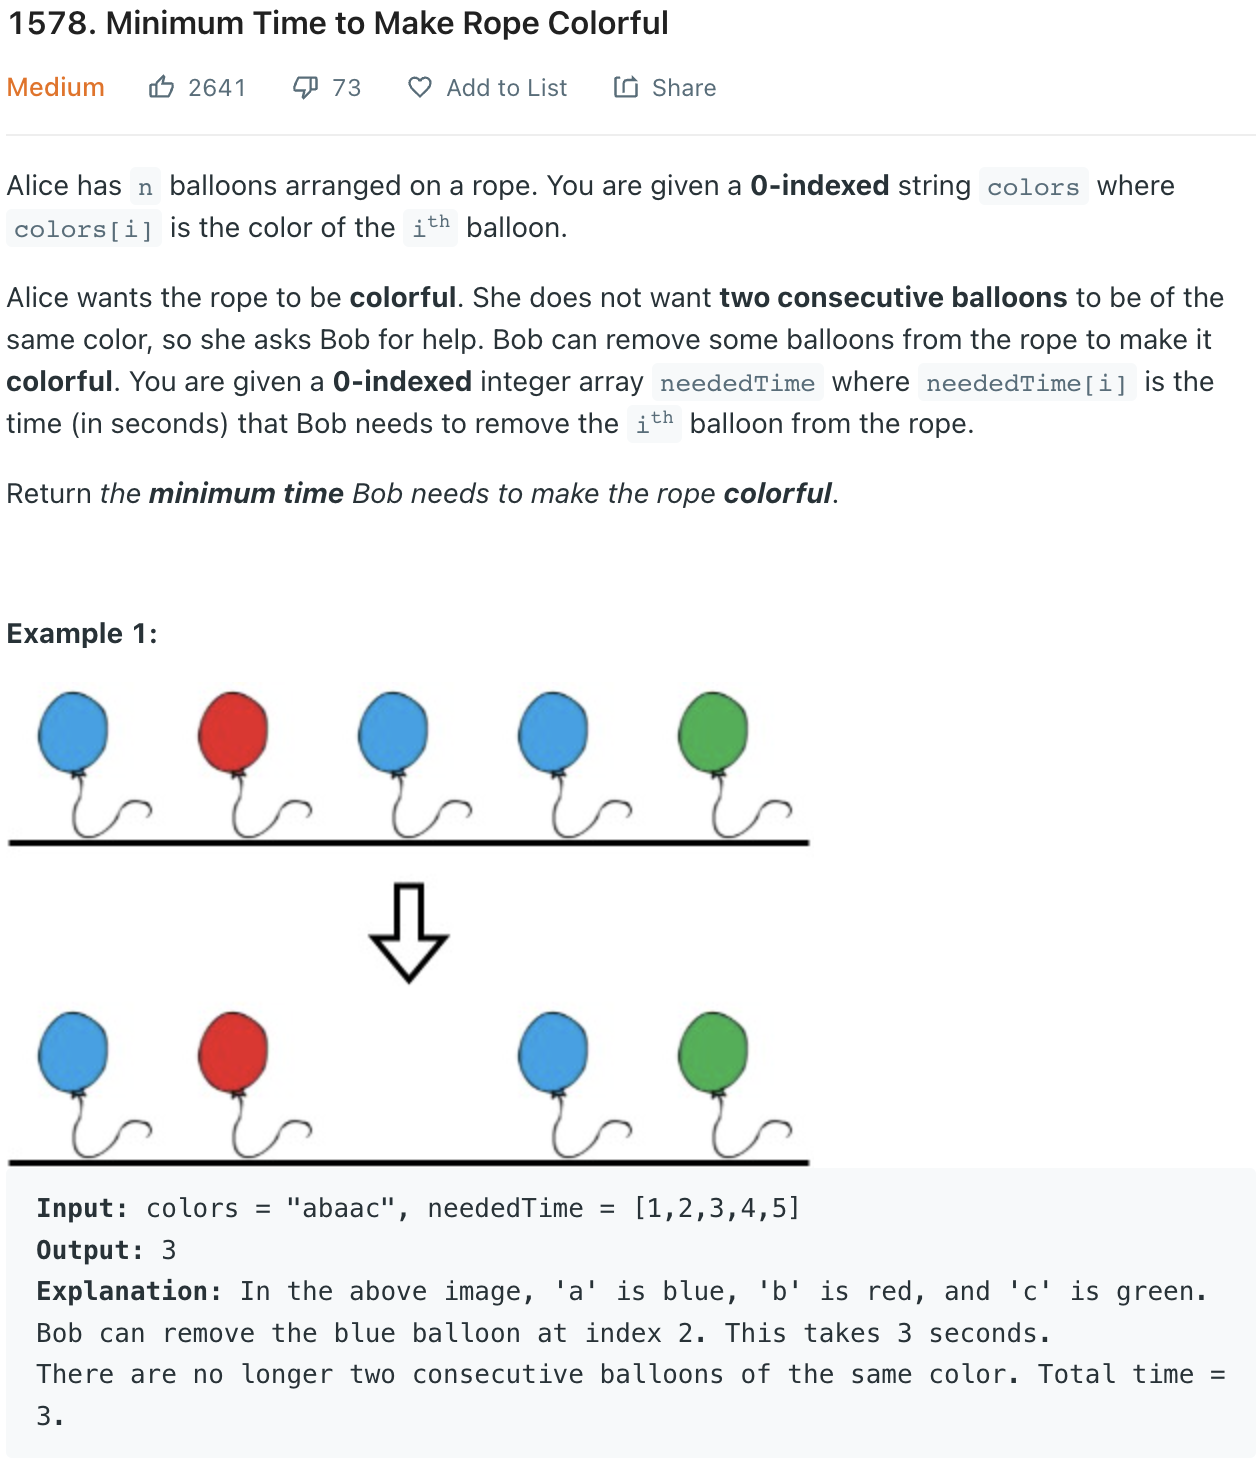 1578. Minimum Time to Make Rope Colorful
Medium 2641 73 Add to List Share
Alice has n balloons arranged on a rope. You are given a 0-indexed string colors where
colors[i] is the color of the ith balloon.
Alice wants the rope to be colorful. She does not want two consecutive balloons to be of the
same color, so she asks Bob for help. Bob can remove some balloons from the rope to make it
colorful. You are given a 0-indexed integer array neededTime where neededTime[i] is the
time (in seconds) that Bob needs to remove the ith balloon from the rope.
Return the minimum time Bob needs to make the rope colorful.
Example 1:
Input: colors = "abaac", neededTime = [1,2,3,4,5]
Output: 3
Explanation: In the above image, 'a' is blue, 'b' is red, and 'c' is green.
Bob can remove the blue balloon at index 2. This takes 3 seconds.
There are no longer two consecutive balloons of the same color. Total time =
3.